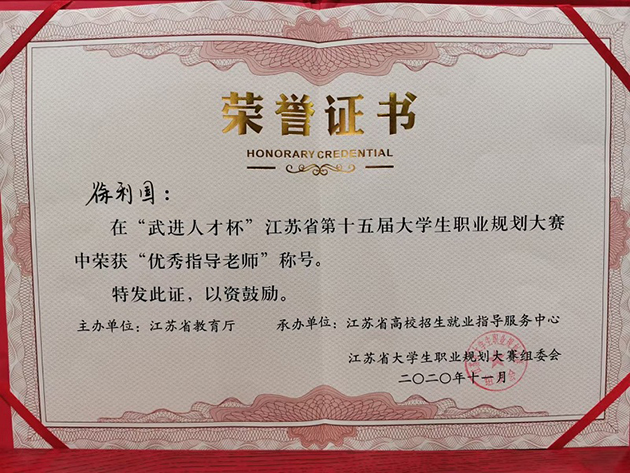 荣誉证书
HONORARY CREDENTIAL
徐利国：
在“武进人才杯”江苏省第十五届大学生职业规划大赛
中荣获“优秀指导老师”称号。
特发此证，以资鼓励。
主办单位：江苏省教育厅 承办单位：江苏省高校招生就业指导服务中心
江苏省大学生职业规划大赛组委会
二〇二〇年十一月